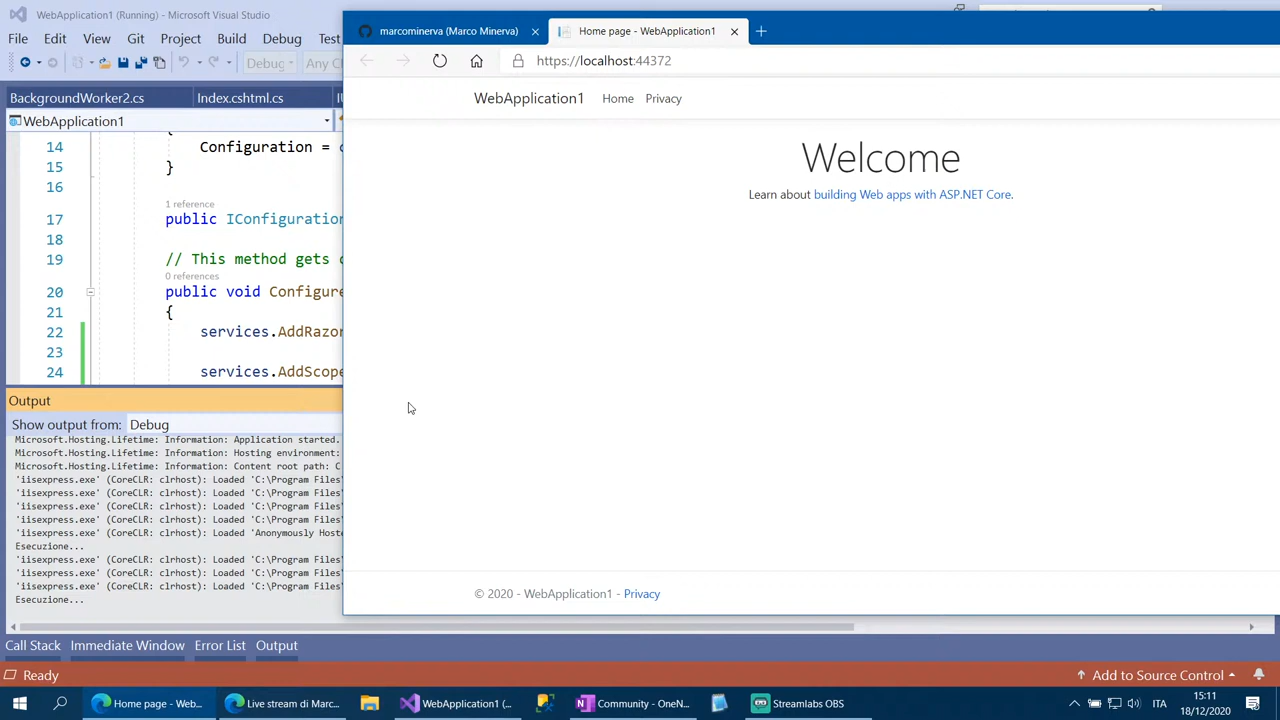 WebApplication1 (Running) - Microsoft Visual Studio
File
Edit
View
Git
Project
Build
Debug
Test
Debug
Any C
BackgroundWorker2.cs
Index.cshtml.cs
WebApplication1
14 Configuration =
15 }
16
1 reference
17 public IConfiguration
18
19 // This method gets
0 references
20 public void Configure
21 {
22 services.AddRazor
23
24 services.AddScope
Output
Show output from: Debug
Microsoft.Hosting.Lifetime: Information: Application started.
Microsoft.Hosting.Lifetime: Information: Hosting environment:
Microsoft.Hosting.Lifetime: Information: Content root path: C
'iisexpress.exe' (CoreCLR: clrhost): Loaded 'C:\Program Files'
'iisexpress.exe' (CoreCLR: clrhost): Loaded 'C:\Program Files'
'iisexpress.exe' (CoreCLR: clrhost): Loaded 'C:\Program Files'
'iisexpress.exe' (CoreCLR: clrhost): Loaded 'C:\Program Files'
'iisexpress.exe' (CoreCLR: clrhost): Loaded 'Anonymously Hoste
Esecuzione...
'iisexpress.exe' (CoreCLR: clrhost): Loaded 'C:\Program Files'
'iisexpress.exe' (CoreCLR: clrhost): Loaded 'C:\Program Files'
'iisexpress.exe' (CoreCLR: clrhost): Loaded 'C:\Program Files'
Esecuzione...
marcominerva (Marco Minerva)
Home page - WebApplication1
https://localhost:44372
WebApplication1 Home Privacy
Welcome
Learn about building Web apps with ASP.NET Core.
© 2020 - WebApplication1 - Privacy
Call Stack Immediate Window Error List Output
Ready
Add to Source Control
Home page - Web...
Live stream di Marc...
WebApplication1 (...
Community - OneN...
Streamlabs OBS
ITA
15:11
18/12/2020